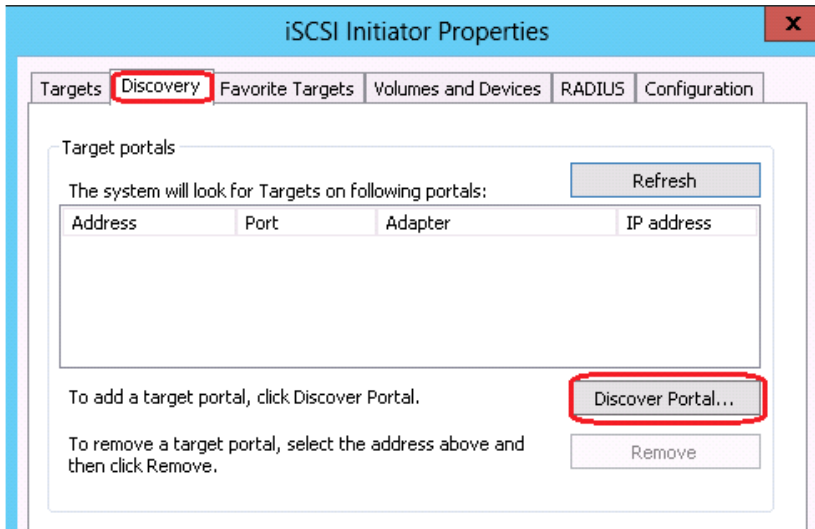 iSCSI Initiator Properties
x
Targets Discovery Favorite Targets Volumes and Devices RADIUS Configuration
Target portals
The system will look for Targets on following portals:
Refresh
Address Port Adapter IP address
To add a target portal, click Discover Portal.
Discover Portal...
To remove a target portal, select the address above and
then click Remove.
Remove